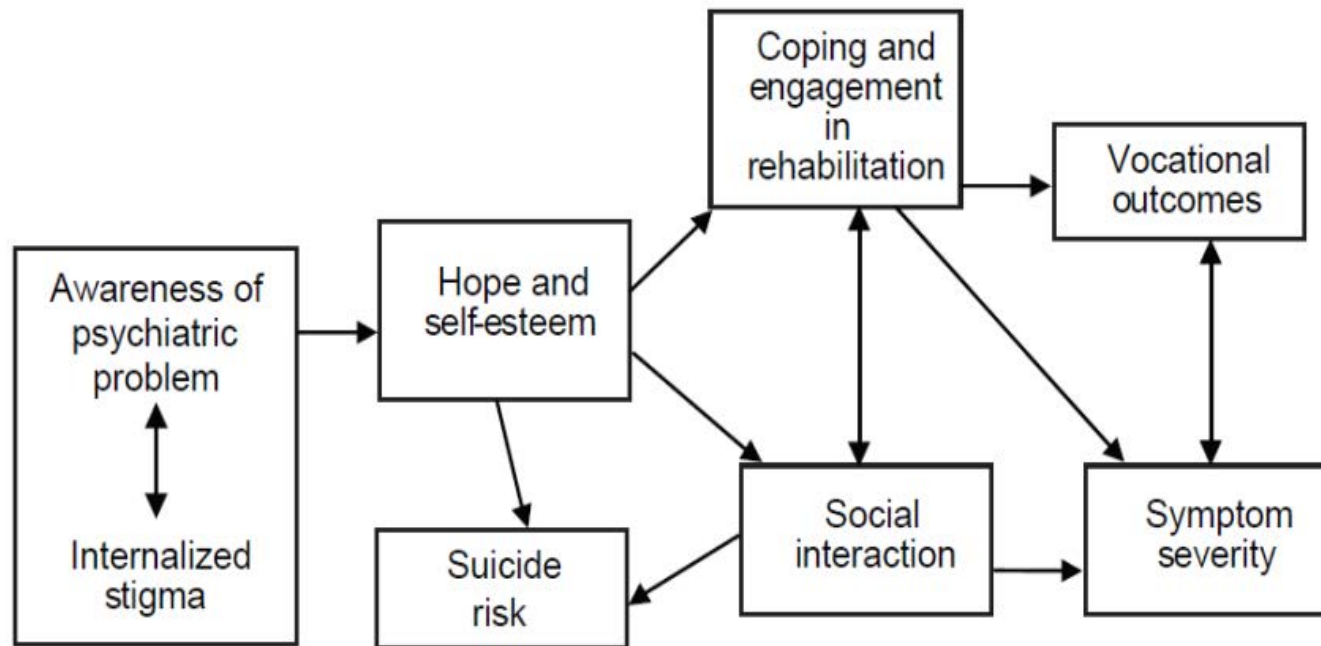 Awareness of
psychiatric
problem
Internalized
stigma
Hope and
self-esteem
Suicide
risk
Coping and
engagement
in
rehabilitation
Social
interaction
Vocational
outcomes
Symptom
severity